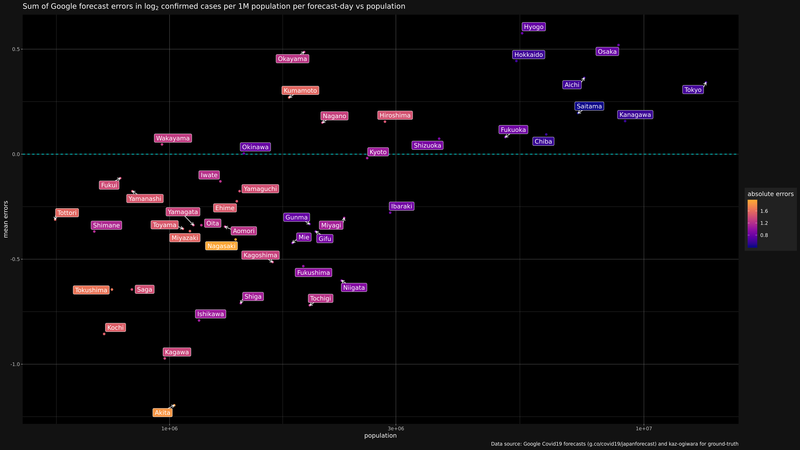 Sum of Google forecast errors in log2 confirmed cases per 1M population per forecast-day vs population
Hyogo
Osaka
Hokkaido
Okayama
Aichi
Tokyo
Kumamoto
Saitama
Nagano
Hiroshima
Kanagawa
Fukuoka
Wakayama
Chiba
Okinawa
Shizuoka
Kyoto
Iwate
Fukui
Yamaguchi
Yamanashi
Ehime
Ibaraki
Tottori
Yamagata
Gunma
Shimane
Toyama
Oita
Miyagi
Aomori
Miyazaki
Mie
Gifu
Nagasaki
Kagoshima
Fukushima
Tokushima
Saga
Niigata
Shiga
Tochigi
Ishikawa
Kochi
Kagawa
Akita
0.5
0.0
-0.5
-1.0
mean errors
1e+06
3e+06
1e+07
population
absolute errors
1.6
1.2
0.8
Data source: Google Covid19 forecasts (g.co/covid19/japanforecast) and kaz-ogiwara for ground-truth